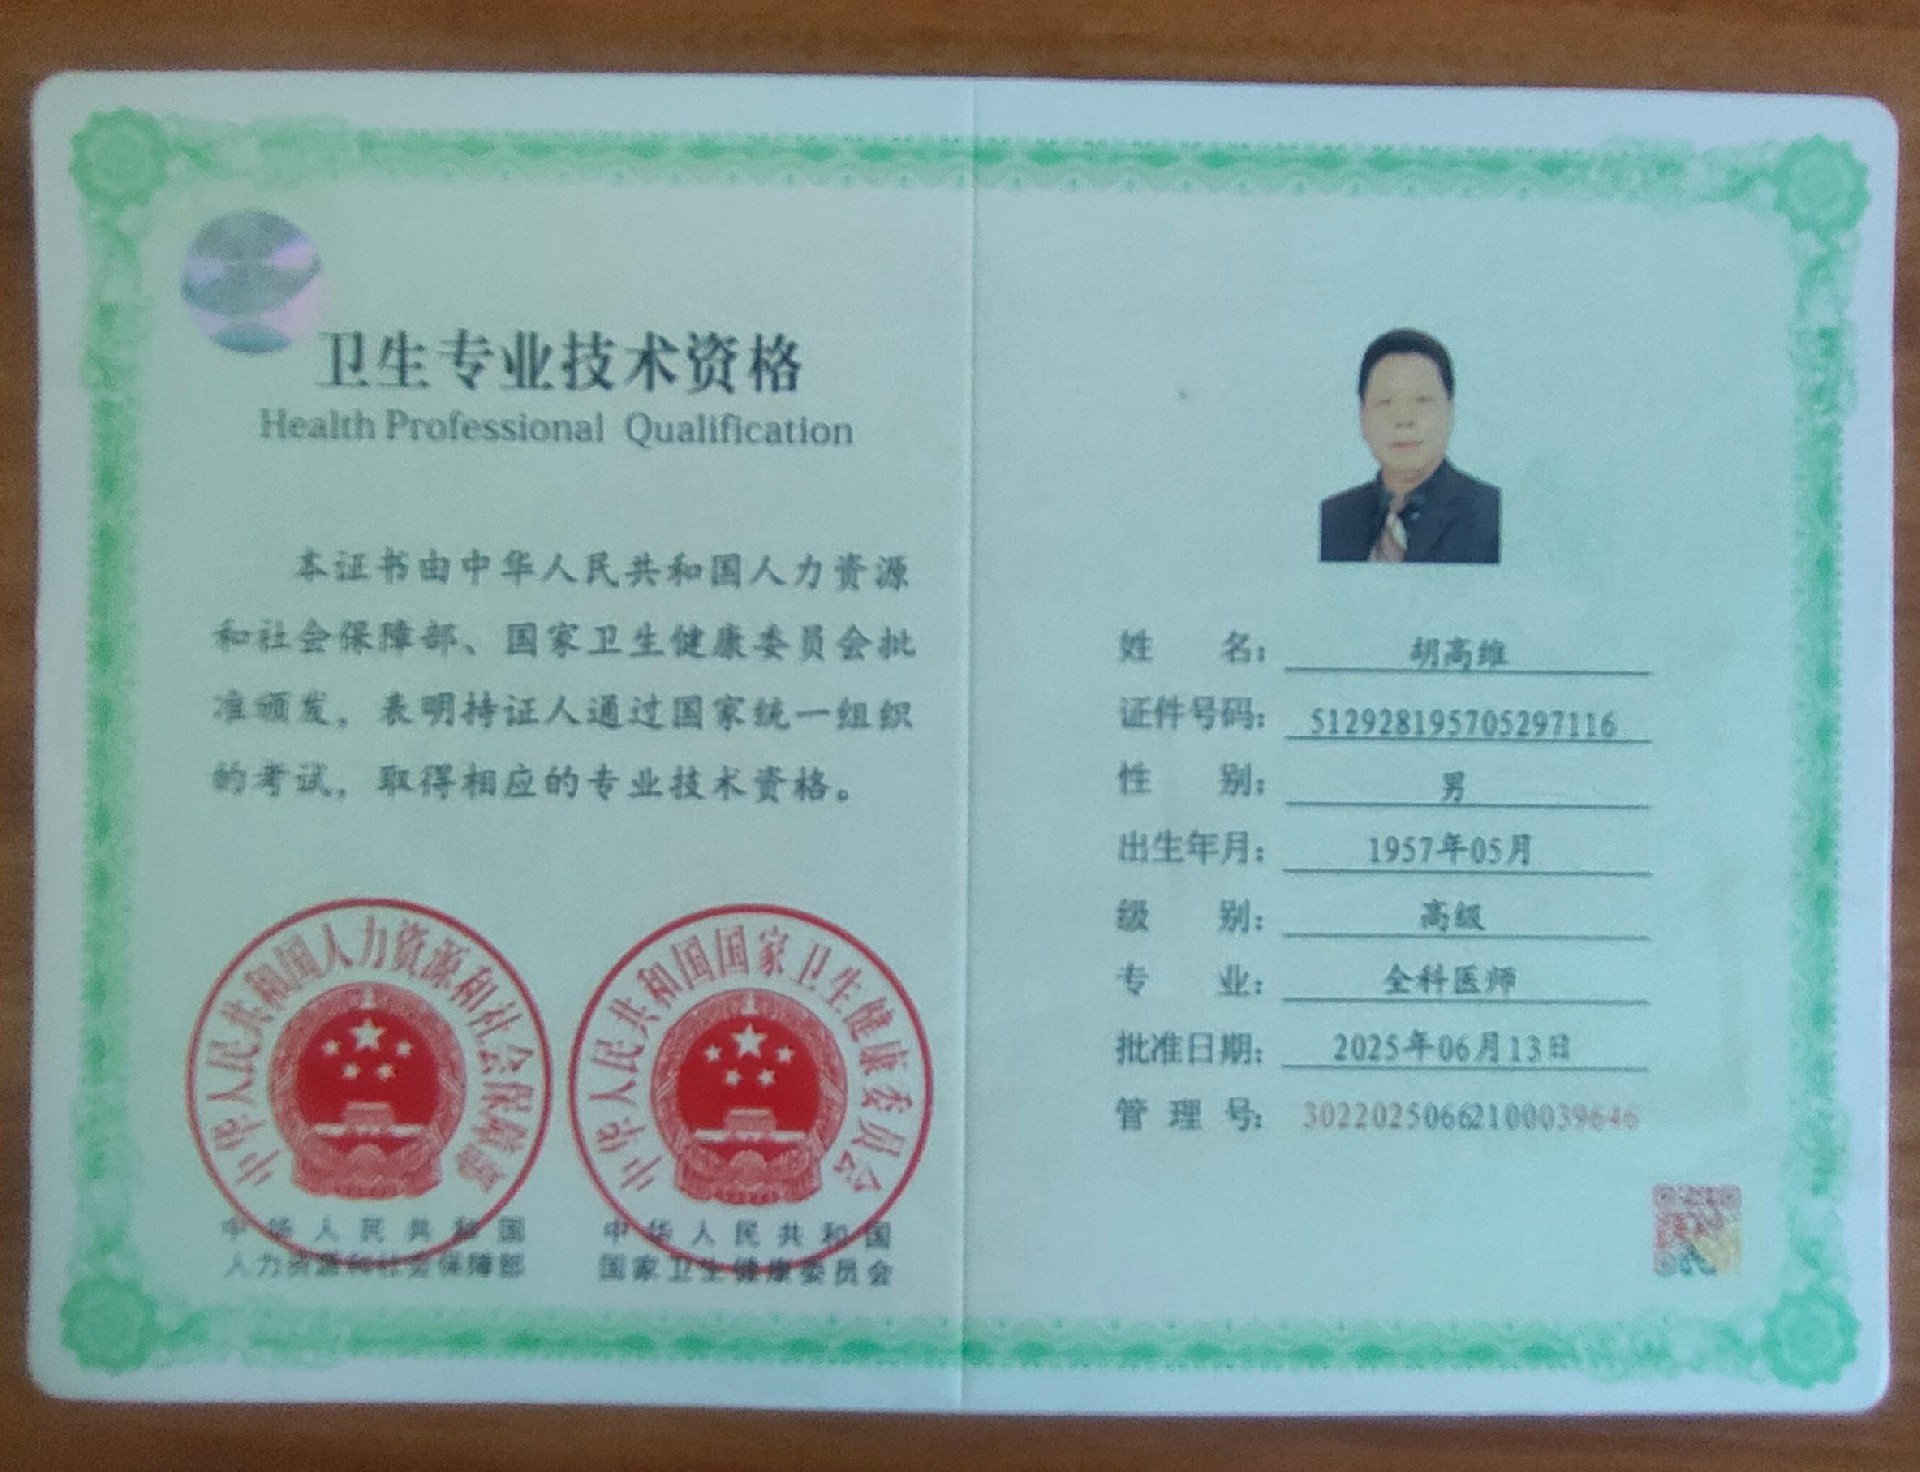 卫生专业技术资格
Health Professional Qualification
本证书由中华人民共和国人力资源
和社会保障部、国家卫生健康委员会批
准颁发，表明持证人通过国家统一组织
的考试，取得相应的专业技术资格。
中华人民共和国人力资源和社会保障部
中华人民共和国国家卫生健康委员会
中华人民共和国
人力资源和社会保障部
中华人民共和国
国家卫生健康委员会
姓名：胡高维
证件号码：512928195705297116
性别：男
出生年月：1957年05月
级别：高级
专业：全科医师
批准日期：2025年06月13日
管理号：30220250662100039646